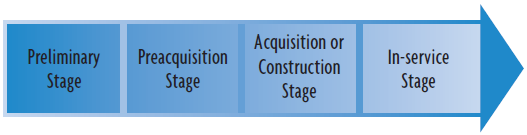 Preliminary
Stage
Preacquisition
Stage
Acquisition or
Construction
Stage
In-service
Stage